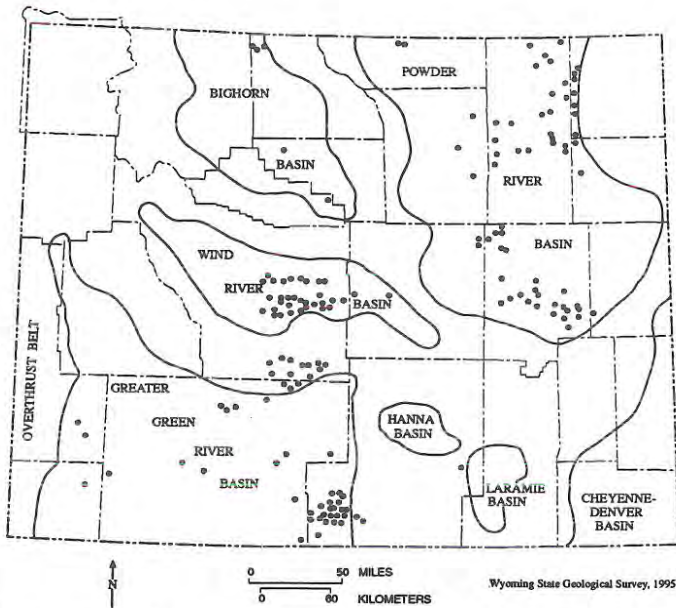 BIGHORN
BASIN
POWDER
RIVER
BASIN
WIND
RIVER
BASIN
OVERTHRUST BELT
GREATER
GREEN
RIVER
BASIN
HANNA
BASIN
LARAMIE
BASIN
CHEYENNE-
DENVER
BASIN
N
0 50 MILES
0 60 KILOMETERS
Wyoming State Geological Survey, 1995